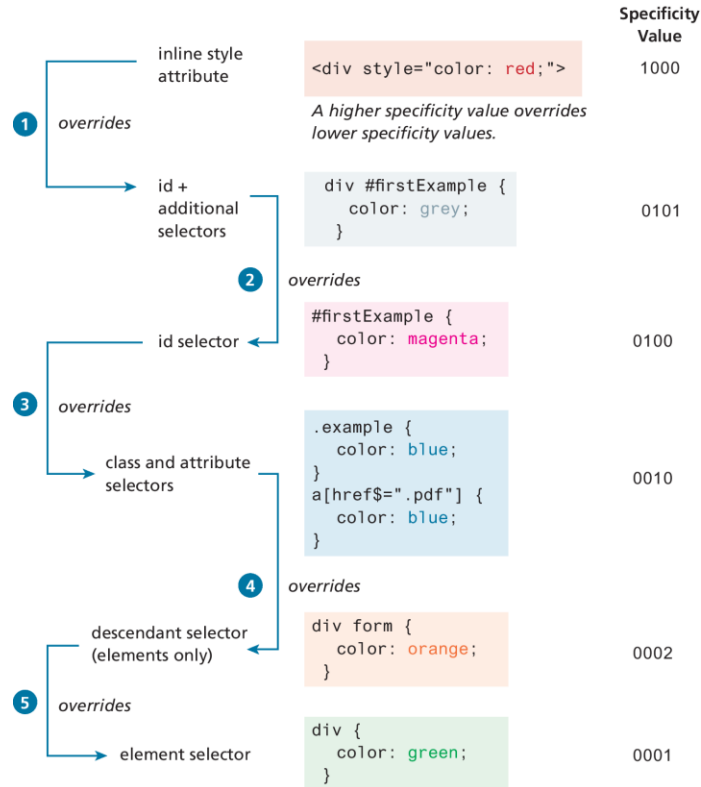 Specificity
Value
inline style
attribute
<div style="color: red;">
1000
1
overrides
A higher specificity value overrides
lower specificity values.
id +
additional
selectors
div #firstExample {
color: grey;
}
0101
2
overrides
id selector
#firstExample {
color: magenta;
}
0100
3
overrides
class and attribute
selectors
.example {
color: blue;
}
a[href$=".pdf"] {
color: blue;
}
0010
4
overrides
descendant selector
(elements only)
div form {
color: orange;
}
0002
5
overrides
element selector
div {
color: green;
}
0001